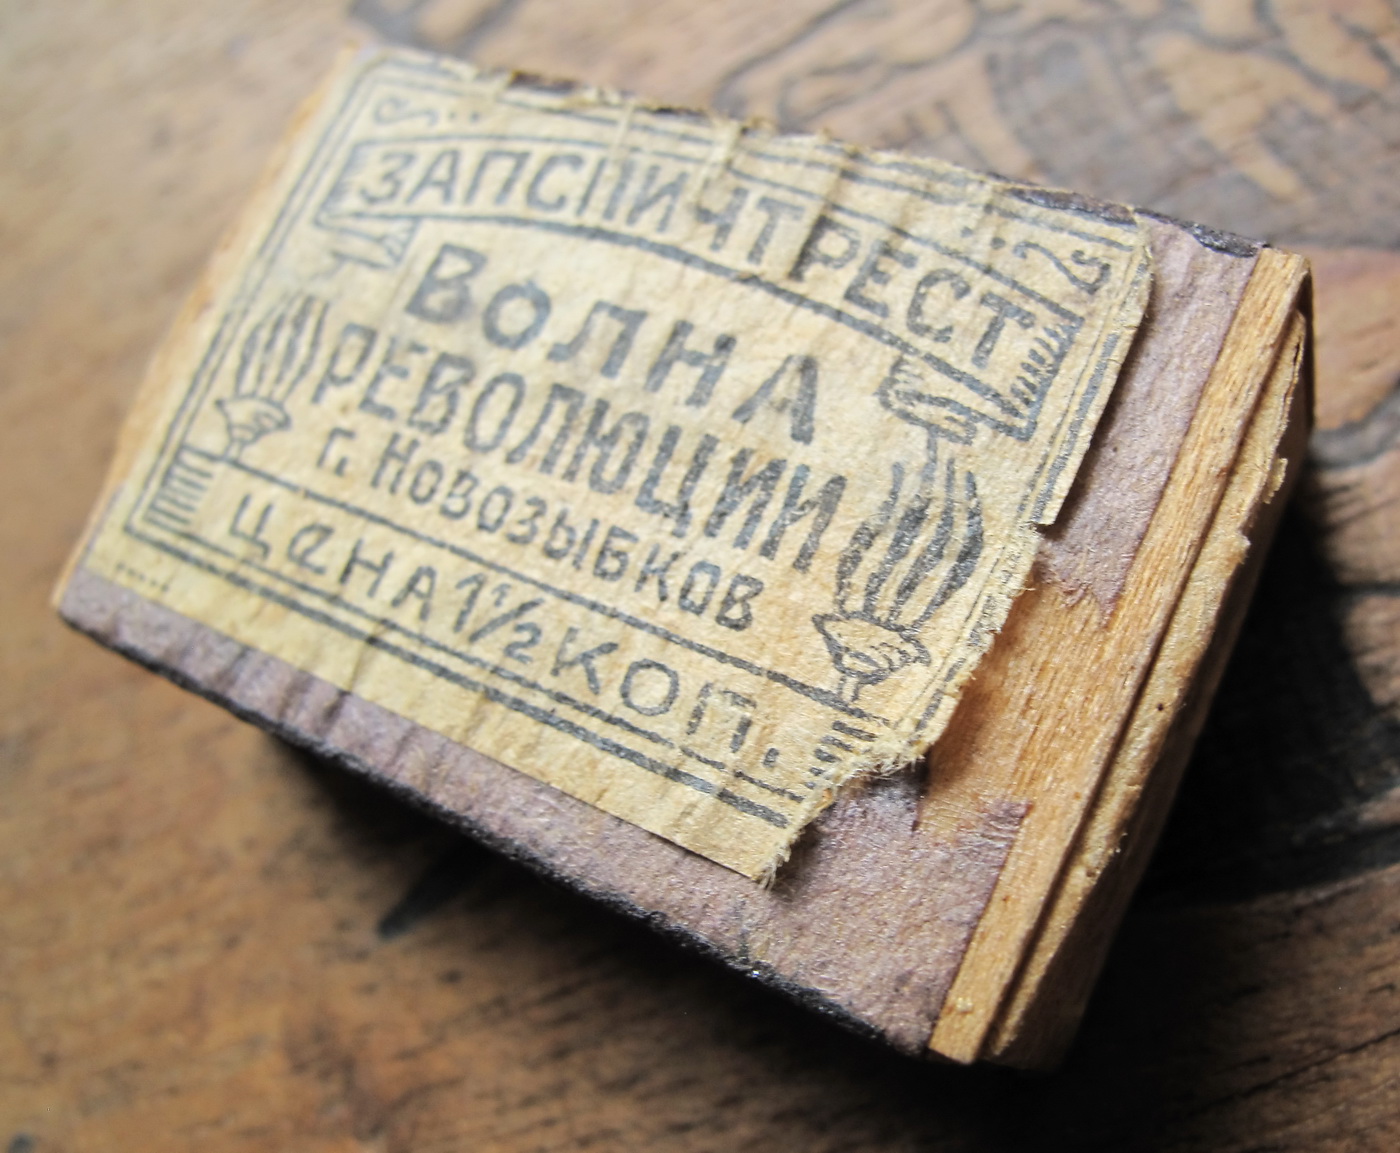 ЗАПСПИЧТРЕСТ
ВОЛНА
РЕВОЛЮЦИИ
г. НОВОЗЫБКОВ
ЦЕНА 1½ КОП.